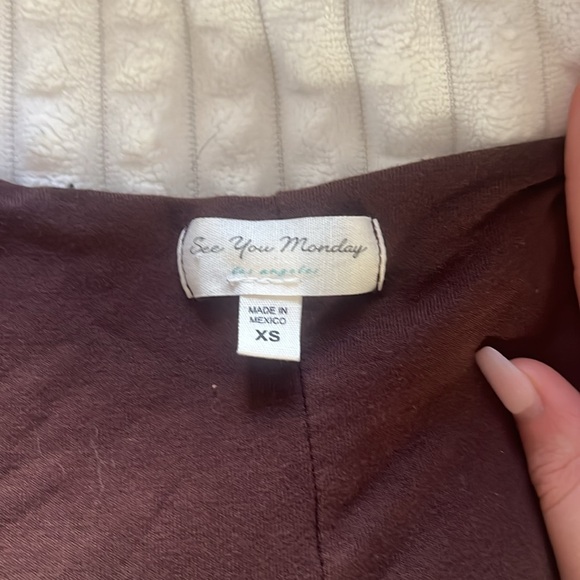 See You Monday
los angeles
MADE IN
MEXICO
XS